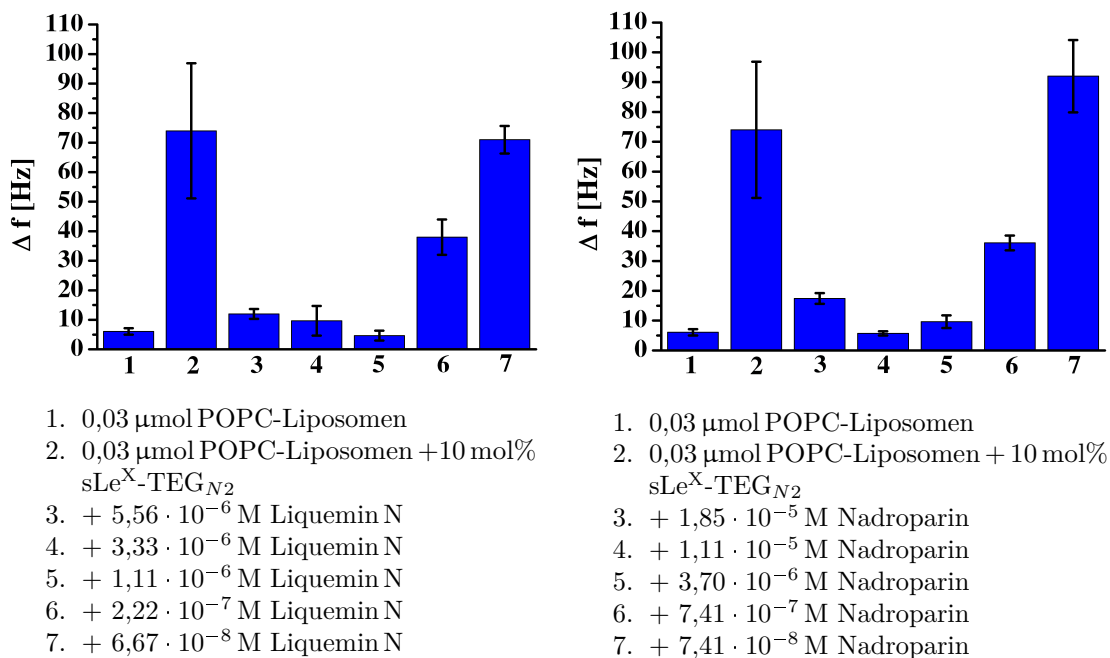 110
100
90
80
70
60
50
40
30
20
10
0
Δ f [Hz]
1 2 3 4 5 6 7
1. 0,03 µmol POPC-Liposomen
2. 0,03 µmol POPC-Liposomen +10 mol%
sLe^X-TEG_N2
3. + 5,56 · 10⁻⁶ M Liquemin N
4. + 3,33 · 10⁻⁶ M Liquemin N
5. + 1,11 · 10⁻⁶ M Liquemin N
6. + 2,22 · 10⁻⁷ M Liquemin N
7. + 6,67 · 10⁻⁸ M Liquemin N
110
100
90
80
70
60
50
40
30
20
10
0
Δ f [Hz]
1 2 3 4 5 6 7
1. 0,03 µmol POPC-Liposomen
2. 0,03 µmol POPC-Liposomen + 10 mol%
sLe^X-TEG_N2
3. + 1,85 · 10⁻⁵ M Nadroparin
4. + 1,11 · 10⁻⁵ M Nadroparin
5. + 3,70 · 10⁻⁶ M Nadroparin
6. + 7,41 · 10⁻⁷ M Nadroparin
7. + 7,41 · 10⁻⁸ M Nadroparin